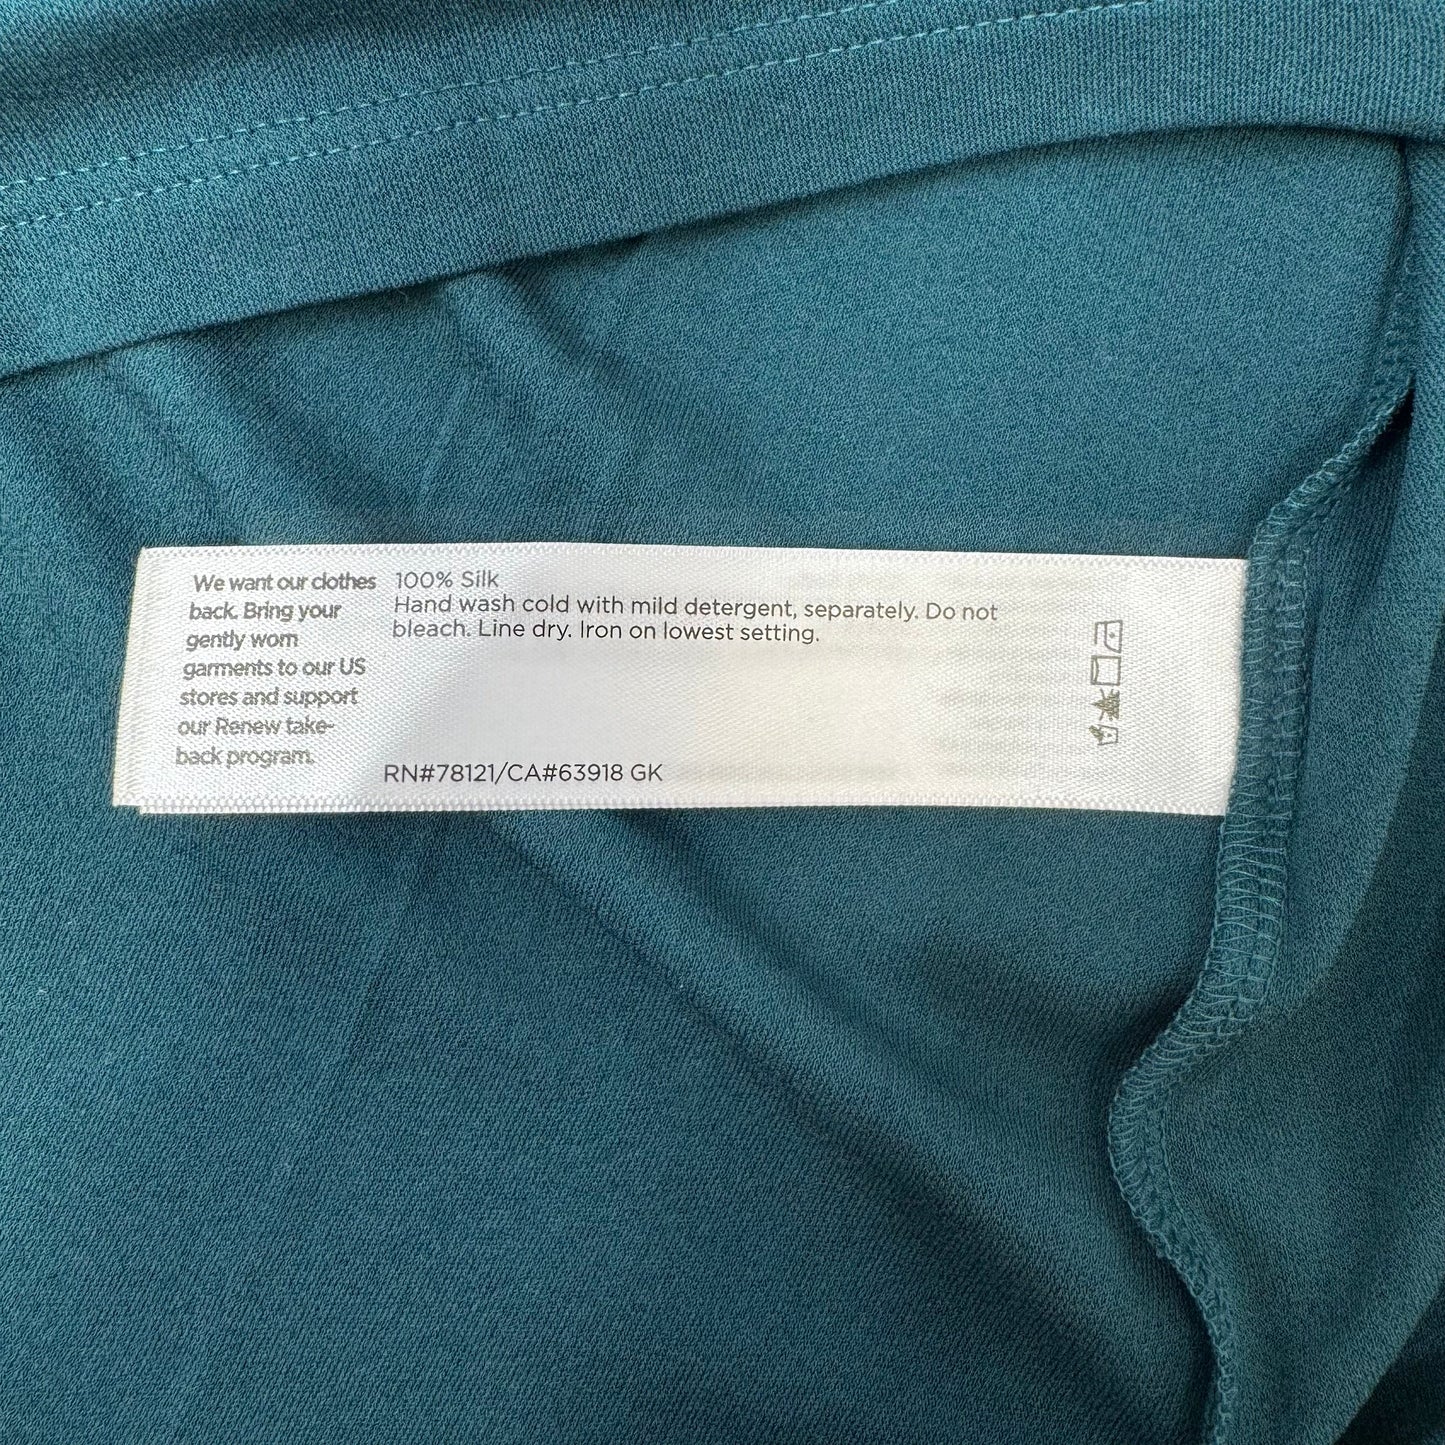 We want our clothes
back. Bring your
gently worn
garments to our US
stores and support
our Renew take-
back program.
100% Silk
Hand wash cold with mild detergent, separately. Do not
bleach. Line dry. Iron on lowest setting.
RN#78121/CA#63918 GK